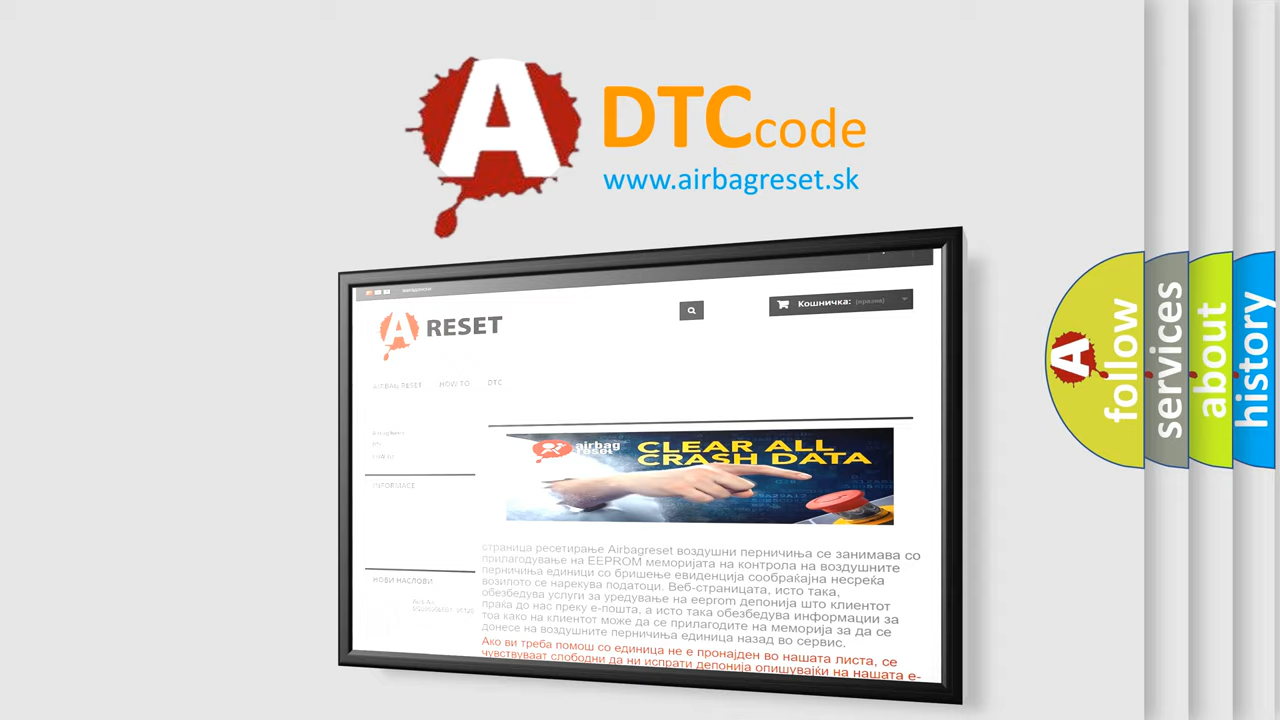 A
DTCcode
www.airbagreset.sk
A RESET
Кошничка: (празна)
AIRBAG RESET HOW TO DTC
airbag reset
CLEAR ALL
CRASH DATA
INFORMACE
НОВИ НАСЛОВИ
страница ресетирање Airbagreset воздушни перничиња се занимава со
прилагодување на EEPROM меморијата на контрола на воздушните
перничиња единици со бришење евиденција сообраќајна несреќа
возилото се нарекува податоци. Веб-страницата, исто така,
обезбедува услуги за уредување на eeprom депонија што клиентот
праќа до нас преку е-пошта, а исто така обезбедува информации за
тоа како на клиентот може да се прилагодите на меморија за да се
донесе на воздушните перничиња единица назад во сервис.
Ако ви треба помош со единица не е пронајден во нашата листа, се
чувствуваат слободни да ни испрати депонија опишувајќи на нашата е-
A
follow
services
about
history